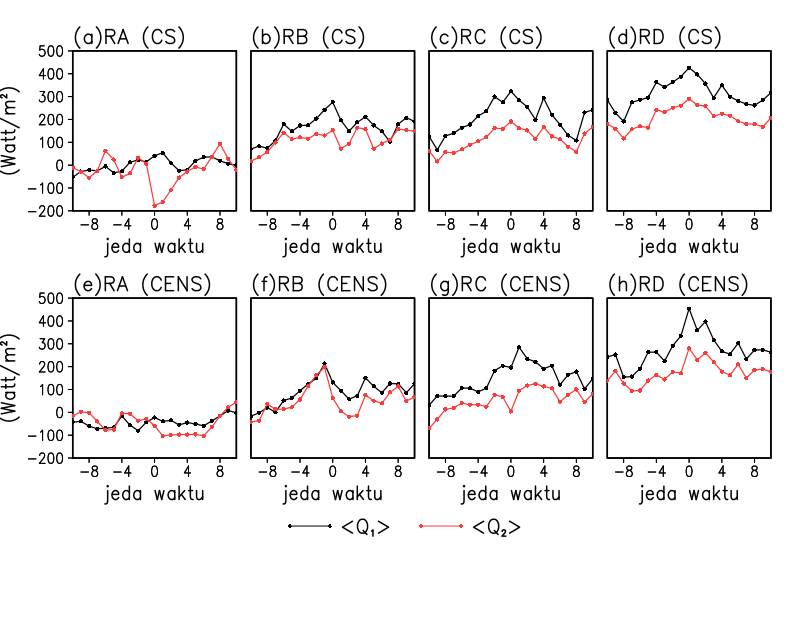 (a)RA (CS) (b)RB (CS) (c)RC (CS) (d)RD (CS)
500
400
300
200
100
0
−100
−200
(Watt/m²)
−8 −4 0 4 8 −8 −4 0 4 8 −8 −4 0 4 8 −8 −4 0 4 8
jeda waktu jeda waktu jeda waktu jeda waktu
(e)RA (CENS) (f)RB (CENS) (g)RC (CENS) (h)RD (CENS)
500
400
300
200
100
0
−100
−200
(Watt/m²)
−8 −4 0 4 8 −8 −4 0 4 8 −8 −4 0 4 8 −8 −4 0 4 8
jeda waktu jeda waktu jeda waktu jeda waktu
<Q₁> <Q₂>